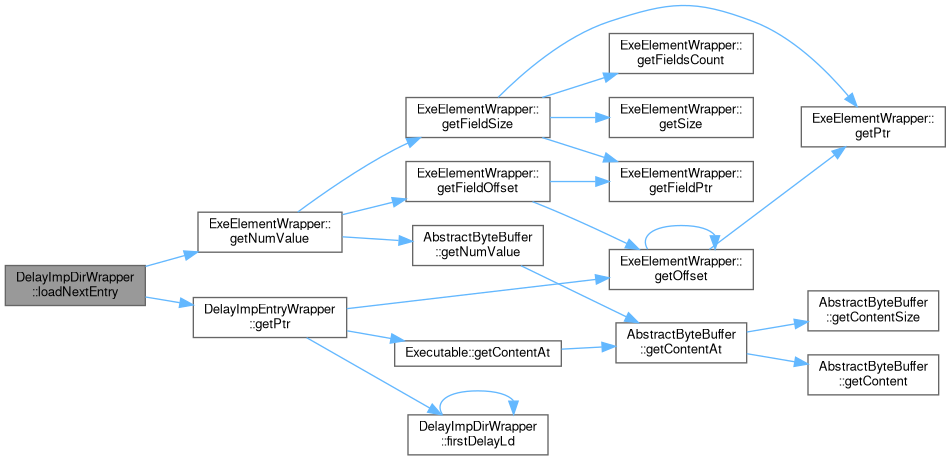 ExeElementWrapper::
getFieldsCount
ExeElementWrapper::
getFieldSize
ExeElementWrapper::
getSize
ExeElementWrapper::
getPtr
ExeElementWrapper::
getFieldOffset
ExeElementWrapper::
getFieldPtr
ExeElementWrapper::
getNumValue
AbstractByteBuffer
::getNumValue
DelayImpDirWrapper
::loadNextEntry
ExeElementWrapper::
getOffset
DelayImpEntryWrapper
::getPtr
AbstractByteBuffer
::getContentSize
Executable::getContentAt
AbstractByteBuffer
::getContentAt
AbstractByteBuffer
::getContent
DelayImpDirWrapper
::firstDelayLd